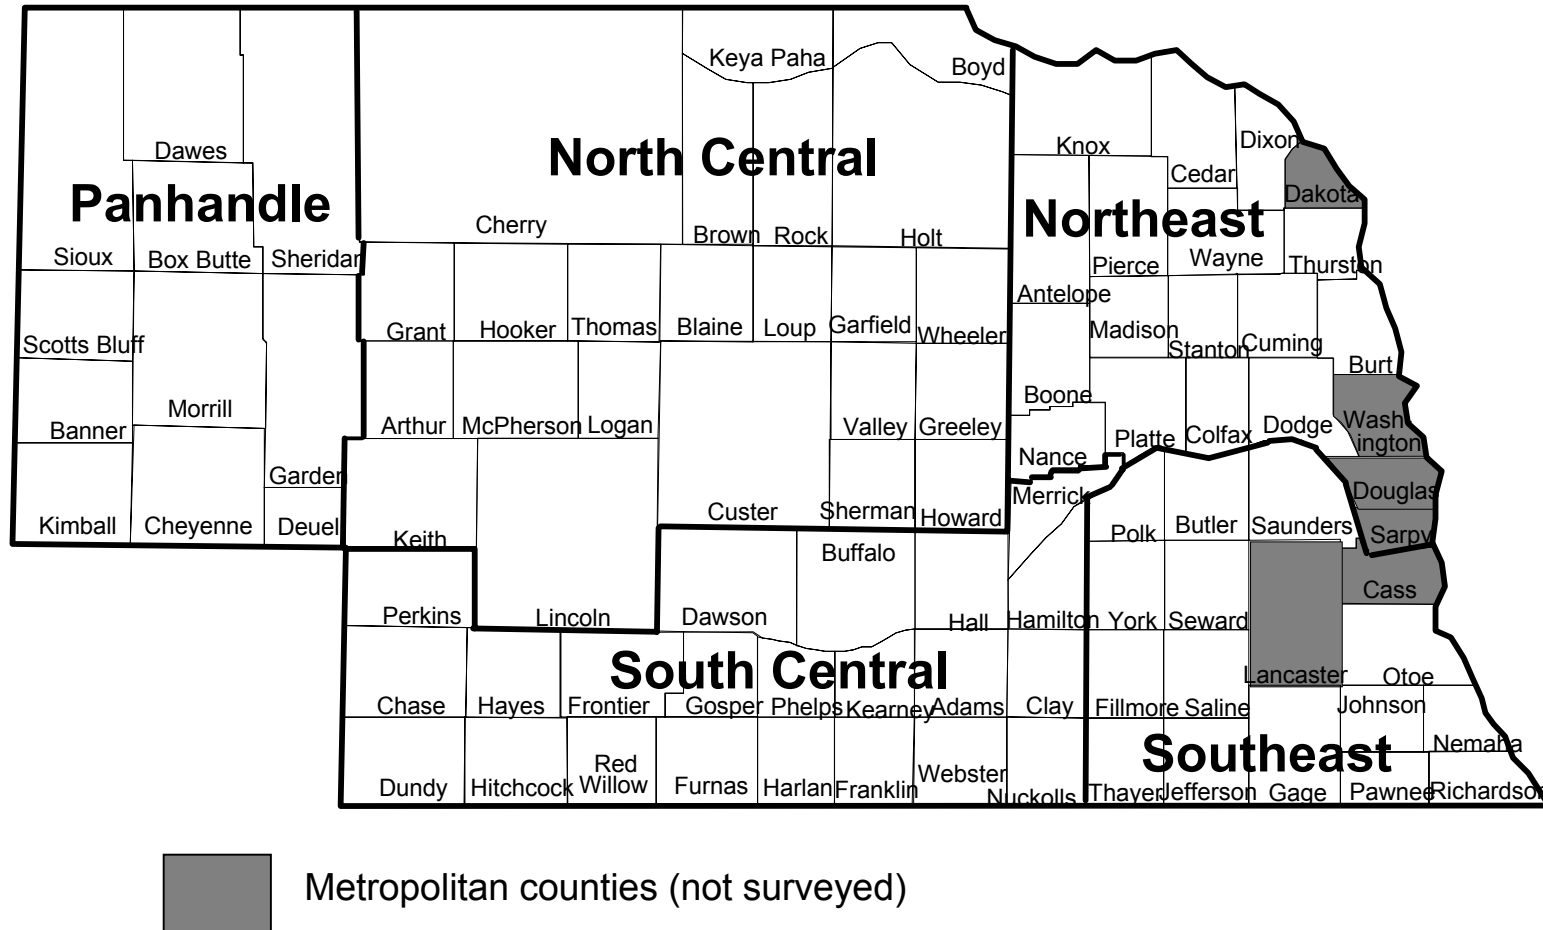 Keya Paha
Boyd
Knox
Dixon
Dawes
North Central
Cedar
Dakota
Panhandle
Cherry
Brown
Rock
Holt
Northeast
Sioux
Box Butte
Sheridan
Pierce
Wayne
Thurston
Antelope
Grant
Hooker
Thomas
Blaine
Loup
Garfield
Wheeler
Madison
Stanton
Cuming
Scotts Bluff
Burt
Morrill
Boone
Banner
Arthur
McPherson
Logan
Valley
Greeley
Platte
Colfax
Dodge
Wash
ington
Nance
Garden
Merrick
Douglas
Kimball
Cheyenne
Deuel
Keith
Custer
Sherman
Howard
Polk
Butler
Saunders
Sarpy
Buffalo
Cass
Perkins
Lincoln
Dawson
Hall
Hamilton
York
Seward
South Central
Lancaster
Otoe
Chase
Hayes
Frontier
Gosper
Phelps
Kearney
Adams
Clay
Fillmore
Saline
Johnson
Southeast
Nemaha
Dundy
Hitchcock
Red
Willow
Furnas
Harlan
Franklin
Webster
Nuckolls
Thayer
Jefferson
Gage
Pawnee
Richardson
Metropolitan counties (not surveyed)